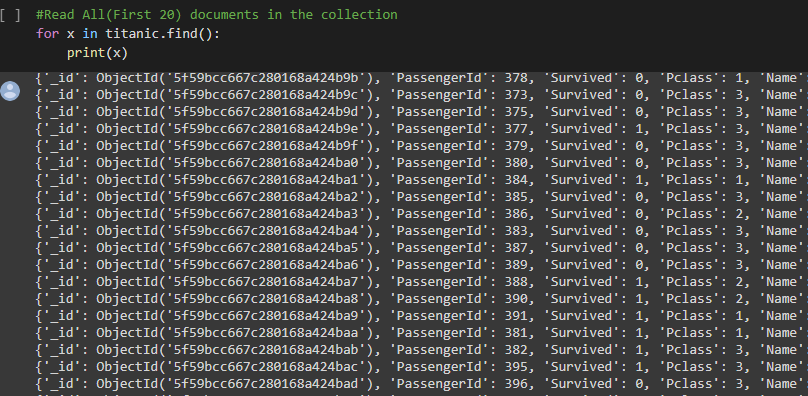 [ ] #Read All(First 20) documents in the collection
for x in titanic.find():
    print(x)
{'_id': ObjectId('5f59bcc667c280168a424b9b'), 'PassengerId': 378, 'Survived': 0, 'Pclass': 1, 'Name':
{'_id': ObjectId('5f59bcc667c280168a424b9c'), 'PassengerId': 373, 'Survived': 0, 'Pclass': 3, 'Name':
{'_id': ObjectId('5f59bcc667c280168a424b9d'), 'PassengerId': 375, 'Survived': 0, 'Pclass': 3, 'Name':
{'_id': ObjectId('5f59bcc667c280168a424b9e'), 'PassengerId': 377, 'Survived': 1, 'Pclass': 3, 'Name':
{'_id': ObjectId('5f59bcc667c280168a424b9f'), 'PassengerId': 379, 'Survived': 0, 'Pclass': 3, 'Name':
{'_id': ObjectId('5f59bcc667c280168a424ba0'), 'PassengerId': 380, 'Survived': 0, 'Pclass': 3, 'Name':
{'_id': ObjectId('5f59bcc667c280168a424ba1'), 'PassengerId': 384, 'Survived': 1, 'Pclass': 1, 'Name':
{'_id': ObjectId('5f59bcc667c280168a424ba2'), 'PassengerId': 385, 'Survived': 0, 'Pclass': 3, 'Name':
{'_id': ObjectId('5f59bcc667c280168a424ba3'), 'PassengerId': 386, 'Survived': 0, 'Pclass': 2, 'Name':
{'_id': ObjectId('5f59bcc667c280168a424ba4'), 'PassengerId': 383, 'Survived': 0, 'Pclass': 3, 'Name':
{'_id': ObjectId('5f59bcc667c280168a424ba5'), 'PassengerId': 387, 'Survived': 0, 'Pclass': 3, 'Name':
{'_id': ObjectId('5f59bcc667c280168a424ba6'), 'PassengerId': 389, 'Survived': 0, 'Pclass': 3, 'Name':
{'_id': ObjectId('5f59bcc667c280168a424ba7'), 'PassengerId': 388, 'Survived': 1, 'Pclass': 2, 'Name':
{'_id': ObjectId('5f59bcc667c280168a424ba8'), 'PassengerId': 390, 'Survived': 1, 'Pclass': 2, 'Name':
{'_id': ObjectId('5f59bcc667c280168a424ba9'), 'PassengerId': 391, 'Survived': 1, 'Pclass': 1, 'Name':
{'_id': ObjectId('5f59bcc667c280168a424baa'), 'PassengerId': 381, 'Survived': 1, 'Pclass': 1, 'Name':
{'_id': ObjectId('5f59bcc667c280168a424bab'), 'PassengerId': 382, 'Survived': 1, 'Pclass': 3, 'Name':
{'_id': ObjectId('5f59bcc667c280168a424bac'), 'PassengerId': 395, 'Survived': 1, 'Pclass': 3, 'Name':
{'_id': ObjectId('5f59bcc667c280168a424bad'), 'PassengerId': 396, 'Survived': 0, 'Pclass': 3, 'Name':